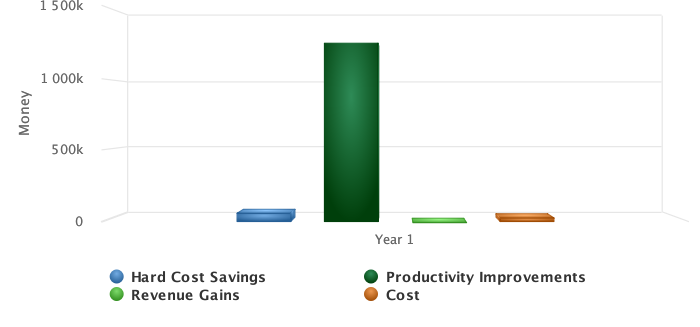 1 500k
1 000k
500k
0
Money
Year 1
Hard Cost Savings
Productivity Improvements
Revenue Gains
Cost